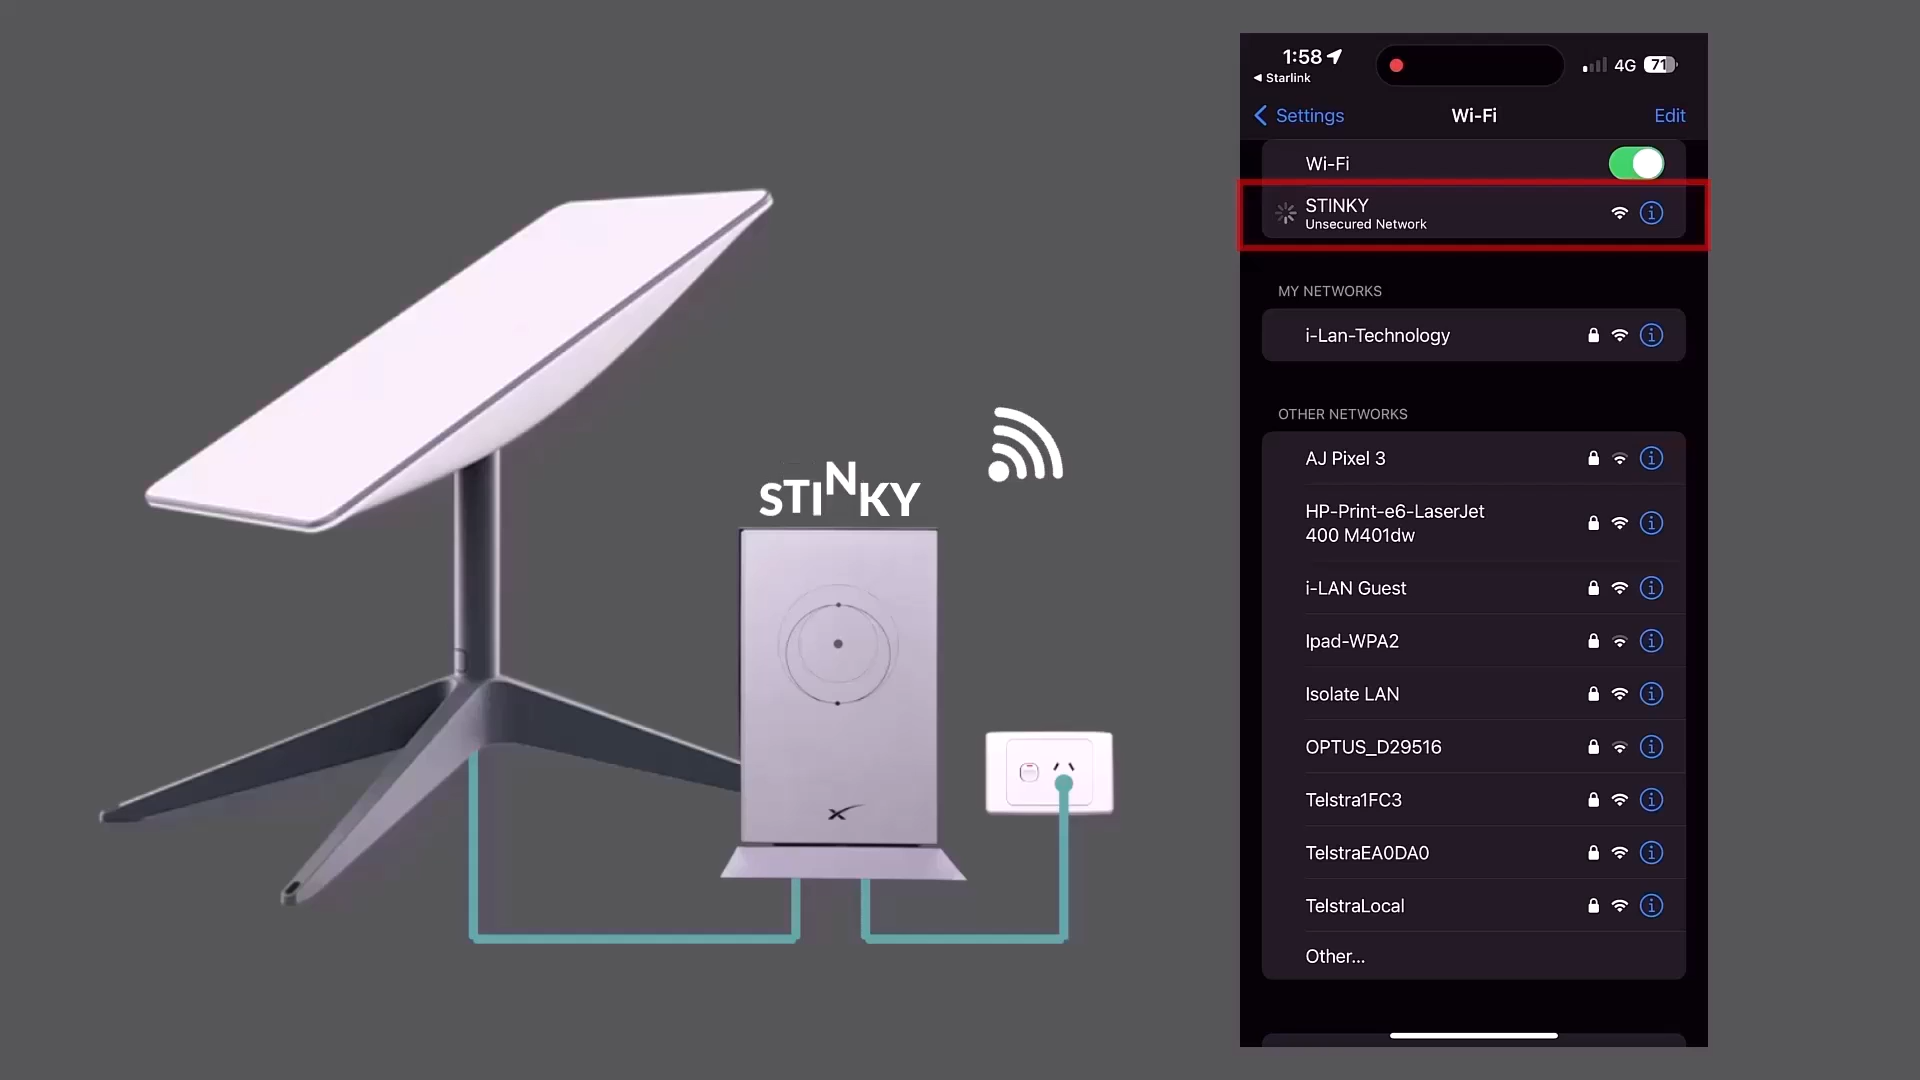 STINKY
1:58
4G
71
Starlink
Settings
Wi-Fi
Edit
Wi-Fi
STINKY
Unsecured Network
MY NETWORKS
i-Lan-Technology
OTHER NETWORKS
AJ Pixel 3
HP-Print-e6-LaserJet
400 M401dw
i-LAN Guest
Ipad-WPA2
Isolate LAN
OPTUS_D29516
Telstra1FC3
TelstraEA0DA0
TelstraLocal
Other...